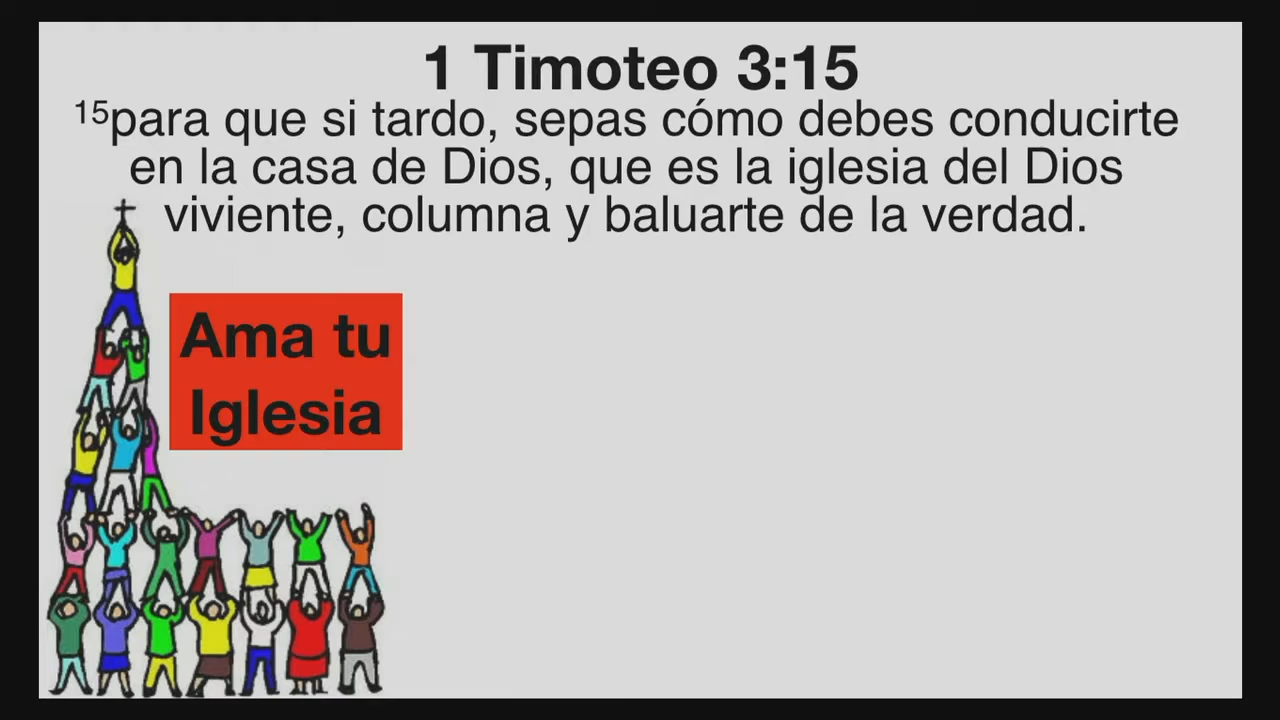 1 Timoteo 3:15
15para que si tardo, sepas cómo debes conducirte
en la casa de Dios, que es la iglesia del Dios
viviente, columna y baluarte de la verdad.
Ama tu
Iglesia